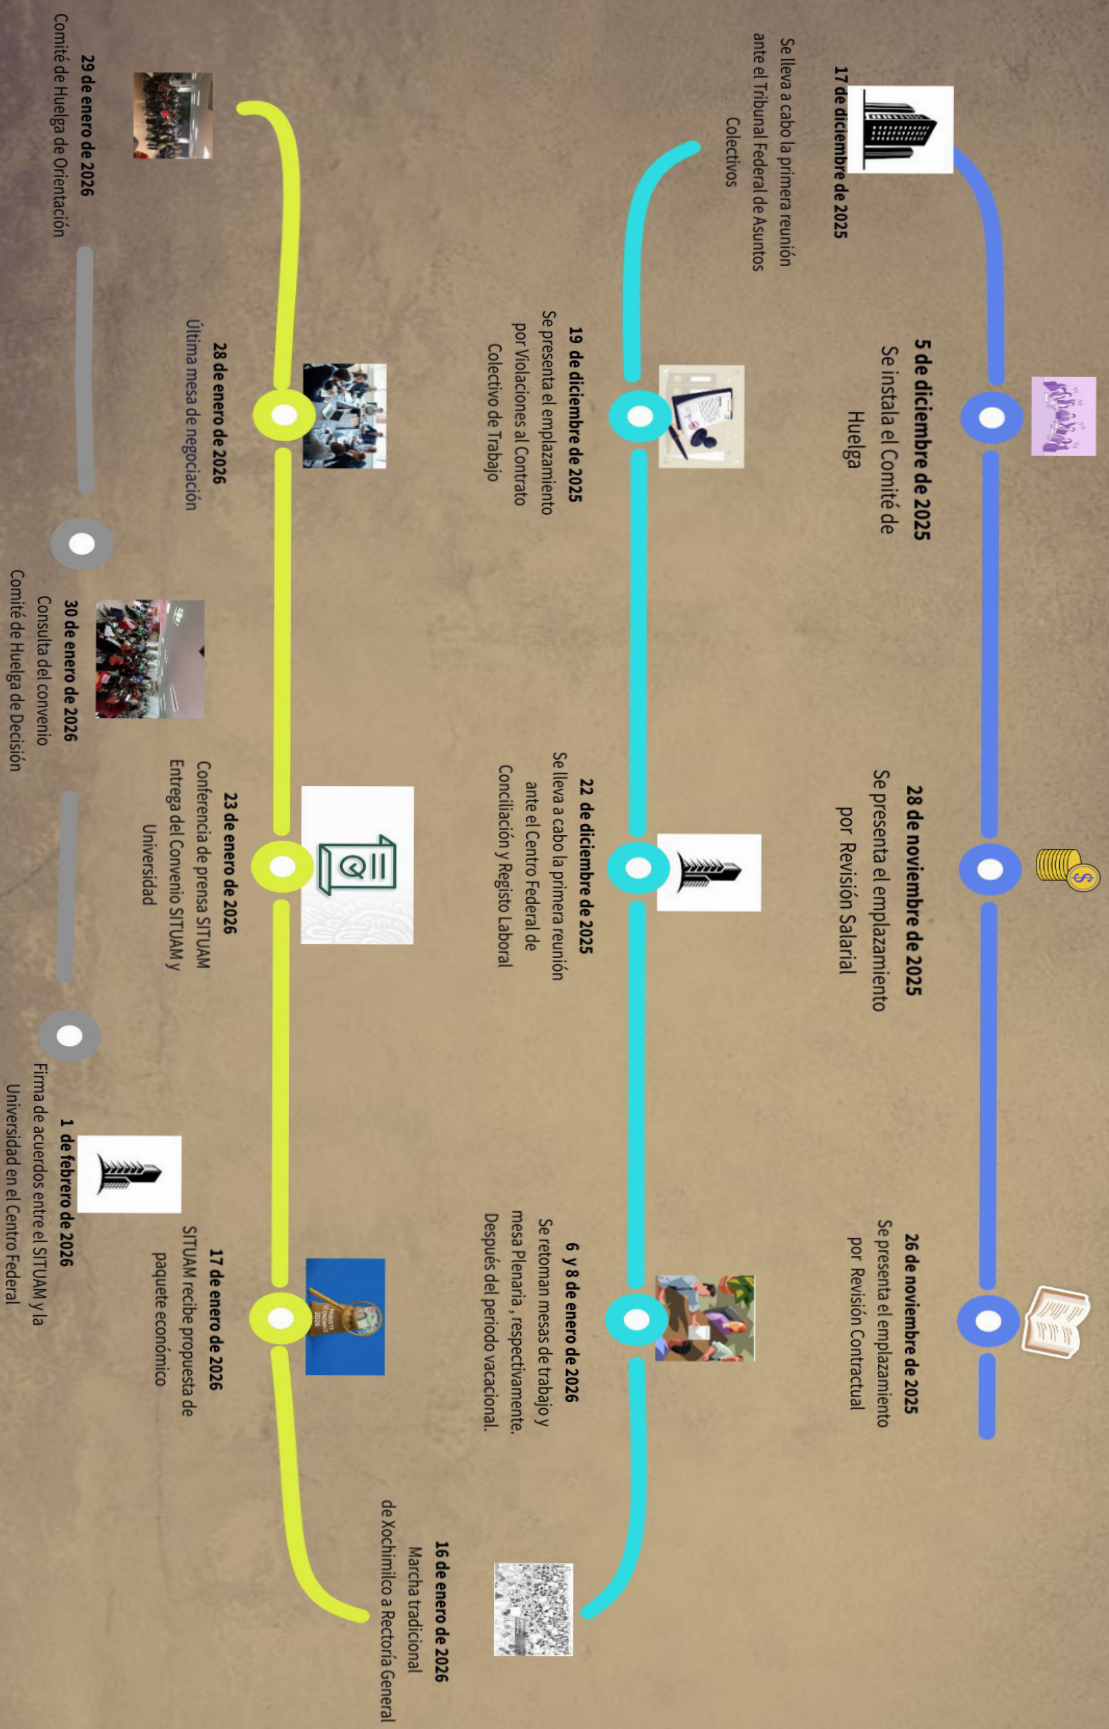 26 de noviembre de 2025
Se presenta el emplazamiento
por Revisión Contractual
28 de noviembre de 2025
Se presenta el emplazamiento
por Revisión Salarial
5 de diciembre de 2025
Se instala el Comité de
Huelga
17 de diciembre de 2025
Se lleva a cabo la primera reunión
ante el Tribunal Federal de Asuntos
Colectivos
19 de diciembre de 2025
Se presenta el emplazamiento
por Violaciones al Contrato
Colectivo de Trabajo
22 de diciembre de 2025
Se lleva a cabo la primera reunión
ante el Centro Federal de
Conciliación y Registo Laboral
6 y 8 de enero de 2026
Se retoman mesas de trabajo y
mesa Plenaria , respectivamente.
Después del periodo vacacional.
16 de enero de 2026
Marcha tradicional
de Xochimilco a Rectoría General
17 de enero de 2026
SITUAM recibe propuesta de
paquete económico
23 de enero de 2026
Conferencia de prensa SITUAM
Entrega del Convenio SITUAM y
Universidad
28 de enero de 2026
Última mesa de negociación
29 de enero de 2026
Comité de Huelga de Orientación
30 de enero de 2026
Consulta del convenio
Comité de Huelga de Decisión
1 de febrero de 2026
Firma de acuerdos entre el SITUAM y la
Universidad en el Centro Federal